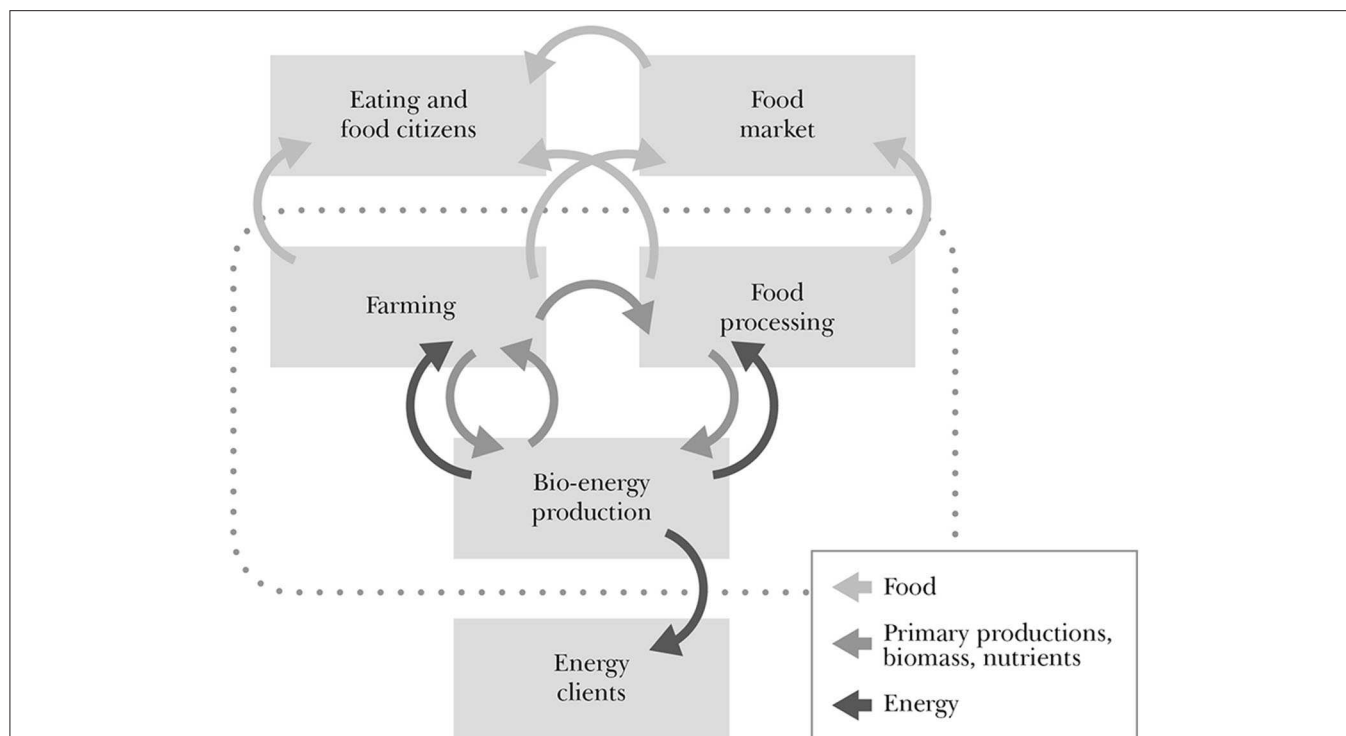 Eating and
food citizens
Food
market
Farming
Food
processing
Bio-energy
production
Energy
clients
Food
Primary productions,
biomass, nutrients
Energy